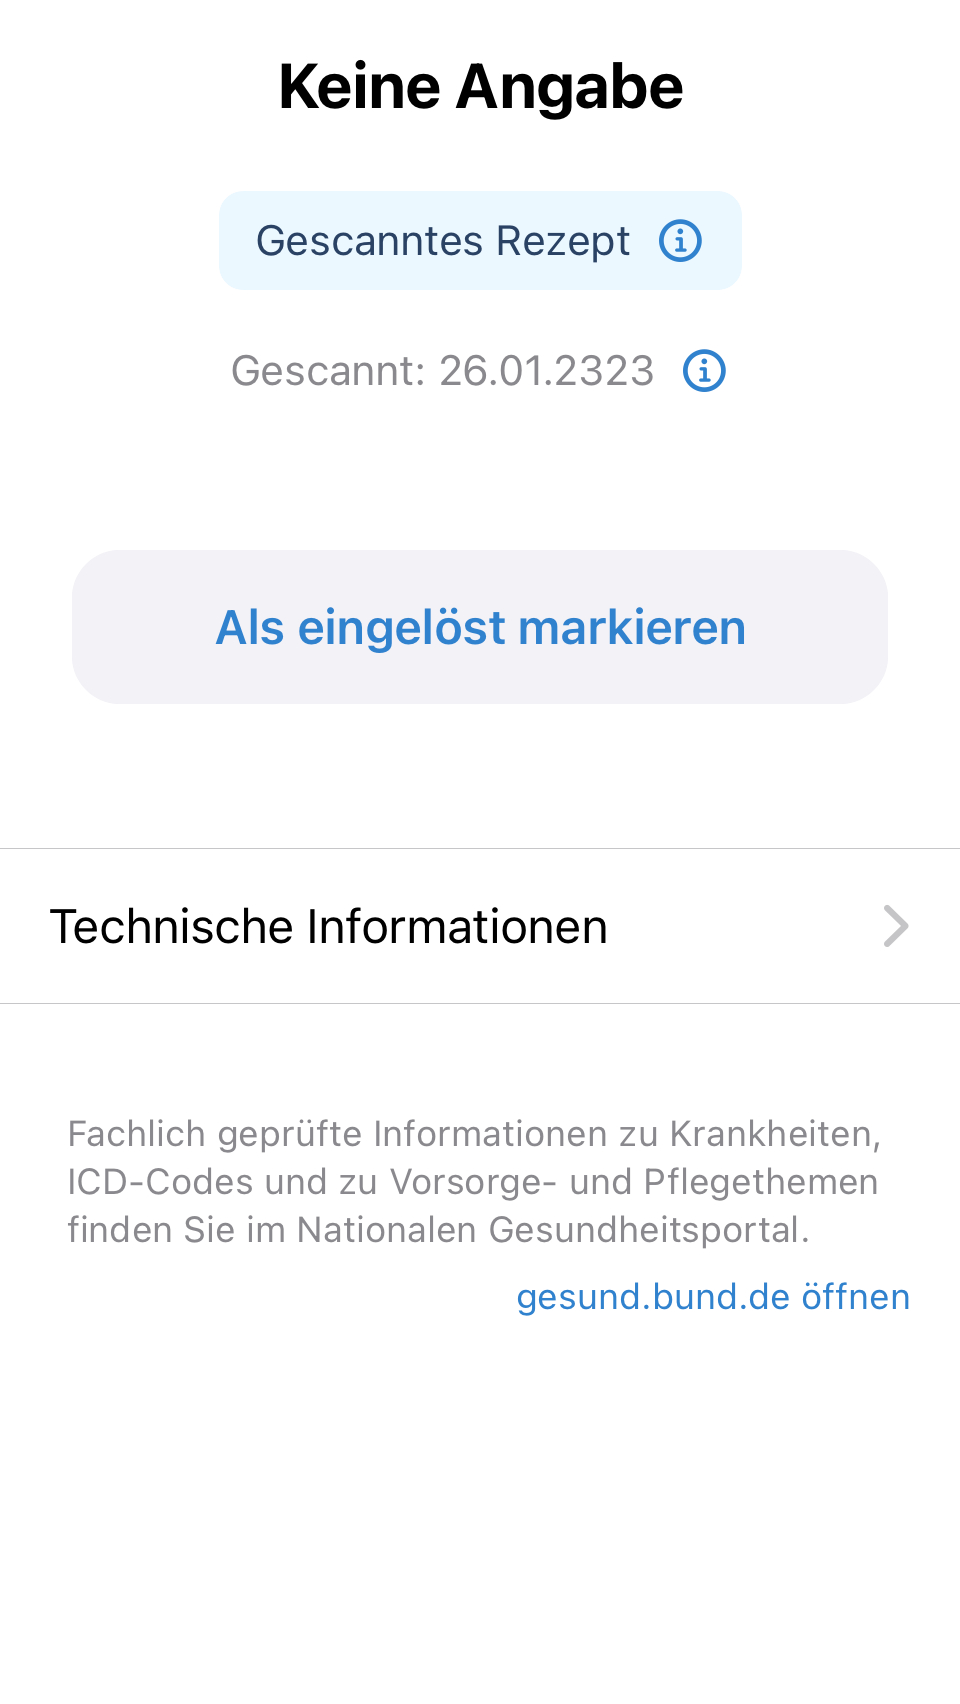 Keine Angabe
Gescanntes Rezept
Gescannt: 26.01.2323
Als eingelöst markieren
Technische Informationen
Fachlich geprüfte Informationen zu Krankheiten,
ICD-Codes und zu Vorsorge- und Pflegethemen
finden Sie im Nationalen Gesundheitsportal.
gesund.bund.de öffnen